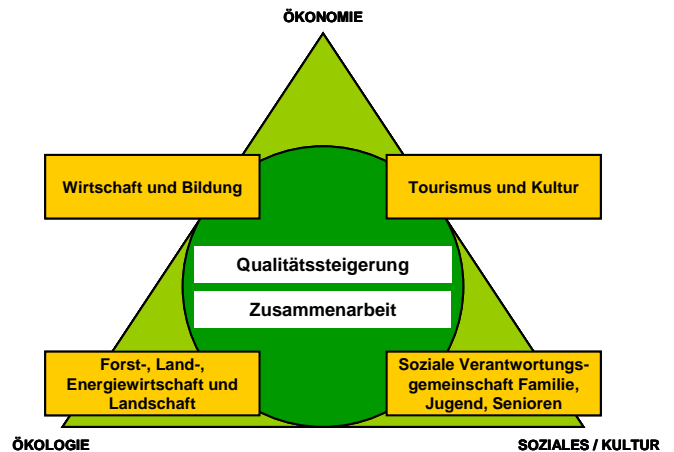 ÖKONOMIE
Wirtschaft und Bildung
Tourismus und Kultur
Qualitätssteigerung
Zusammenarbeit
Forst-, Land-,
Energiewirtschaft und
Landschaft
Soziale Verantwortungs-
gemeinschaft Familie,
Jugend, Senioren
ÖKOLOGIE
SOZIALES / KULTUR